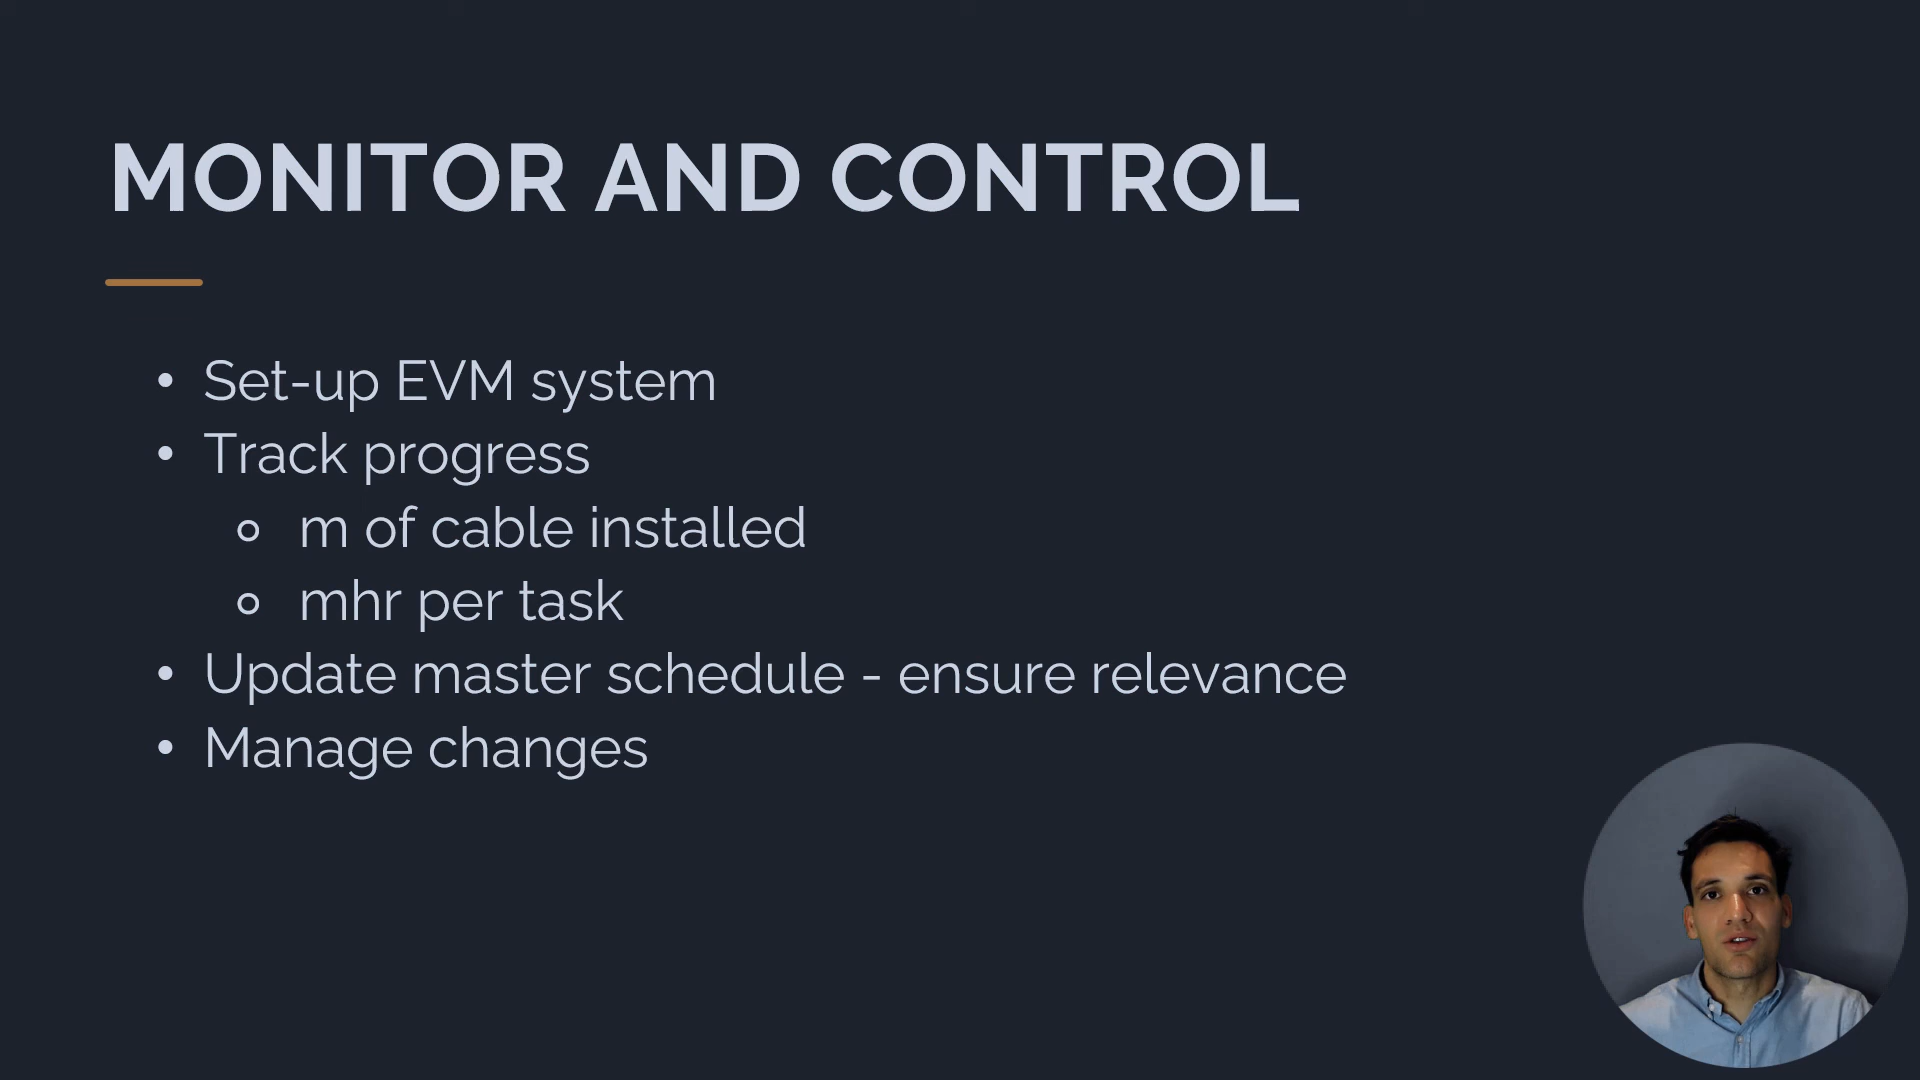 MONITOR AND CONTROL
• Set-up EVM system
• Track progress
○ m of cable installed
○ mhr per task
• Update master schedule - ensure relevance
• Manage changes